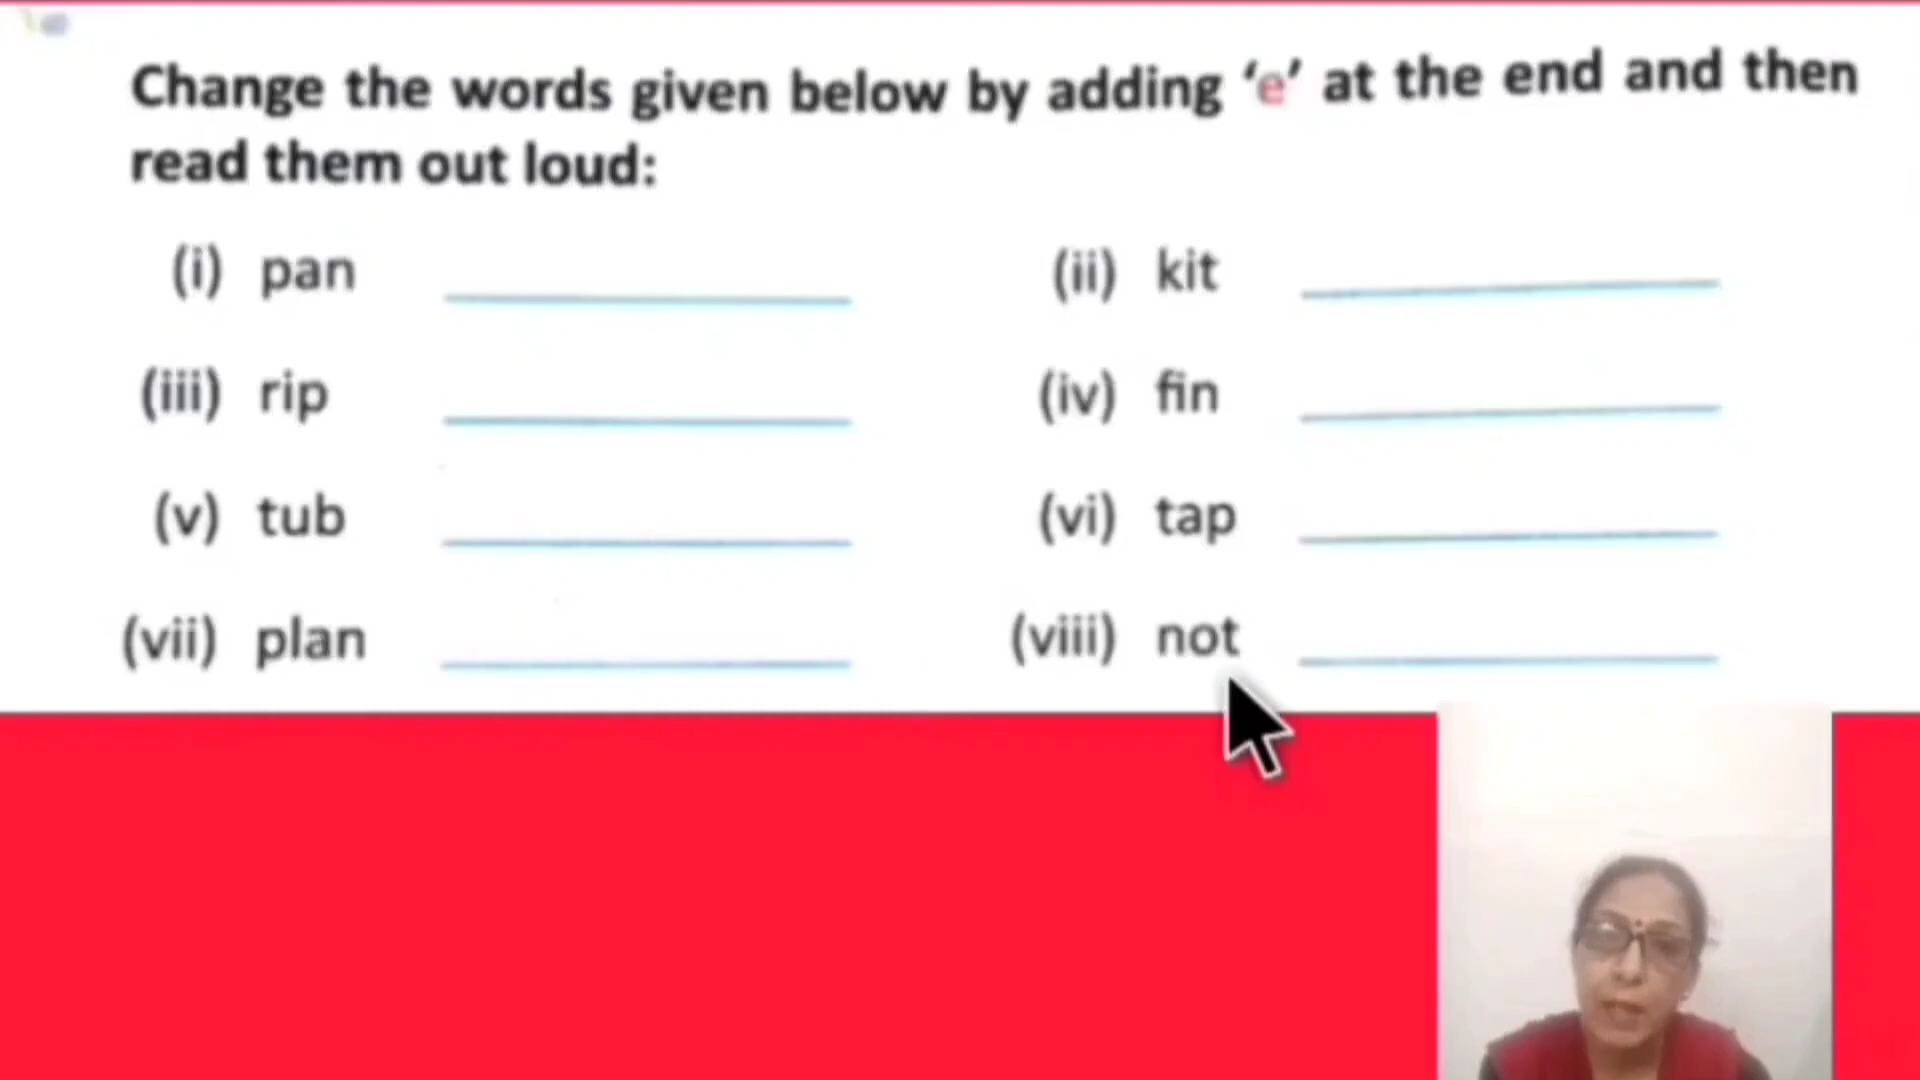 Change the words given below by adding ‘e’ at the end and then
read them out loud:
(i) pan (ii) kit
(iii) rip (iv) fin
(v) tub (vi) tap
(vii) plan (viii) not